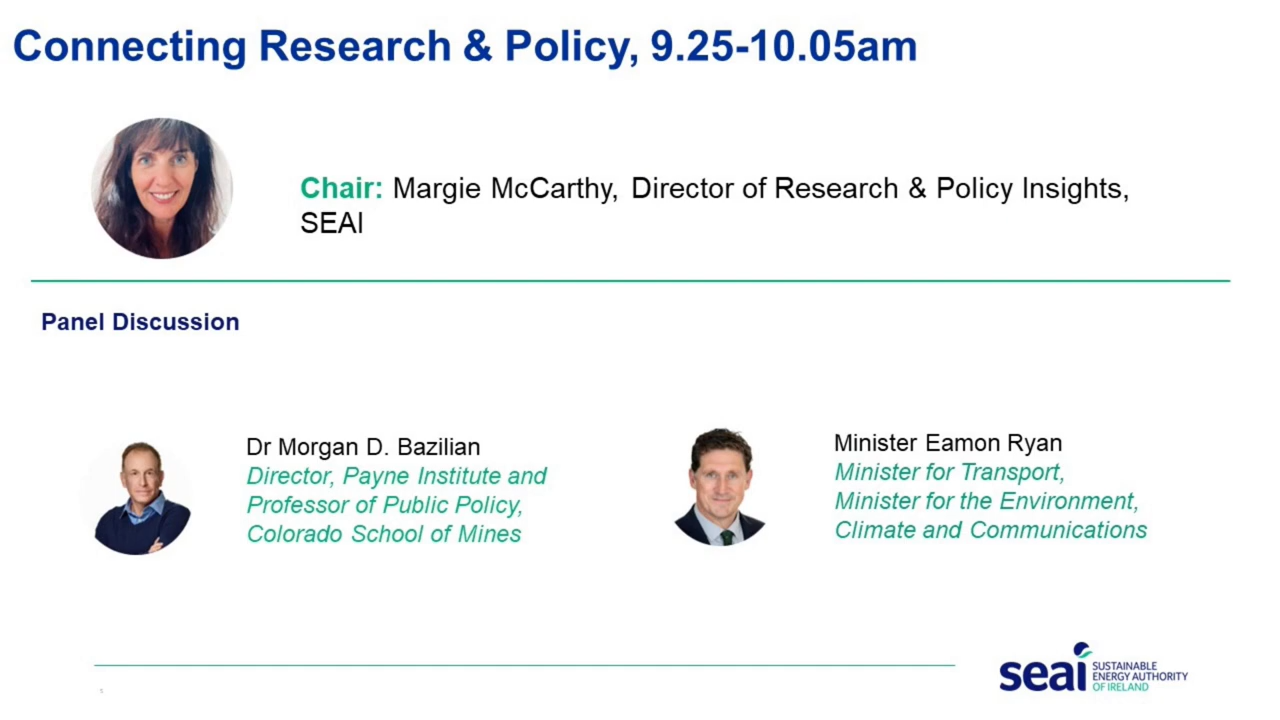 Connecting Research & Policy, 9.25-10.05am
Chair: Margie McCarthy, Director of Research & Policy Insights,
SEAI
Panel Discussion
Dr Morgan D. Bazilian
Director, Payne Institute and
Professor of Public Policy,
Colorado School of Mines
Minister Eamon Ryan
Minister for Transport,
Minister for the Environment,
Climate and Communications
1
seai
SUSTAINABLE
ENERGY AUTHORITY
OF IRELAND